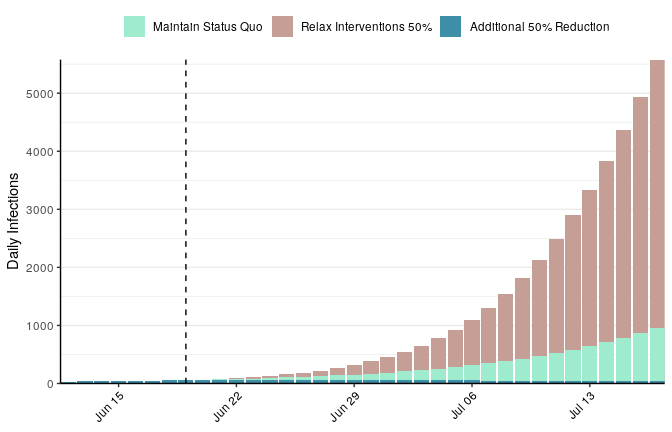 Maintain Status Quo Relax Interventions 50% Additional 50% Reduction
Daily Infections
5000
4000
3000
2000
1000
0
Jun 15 Jun 22 Jun 29 Jul 06 Jul 13